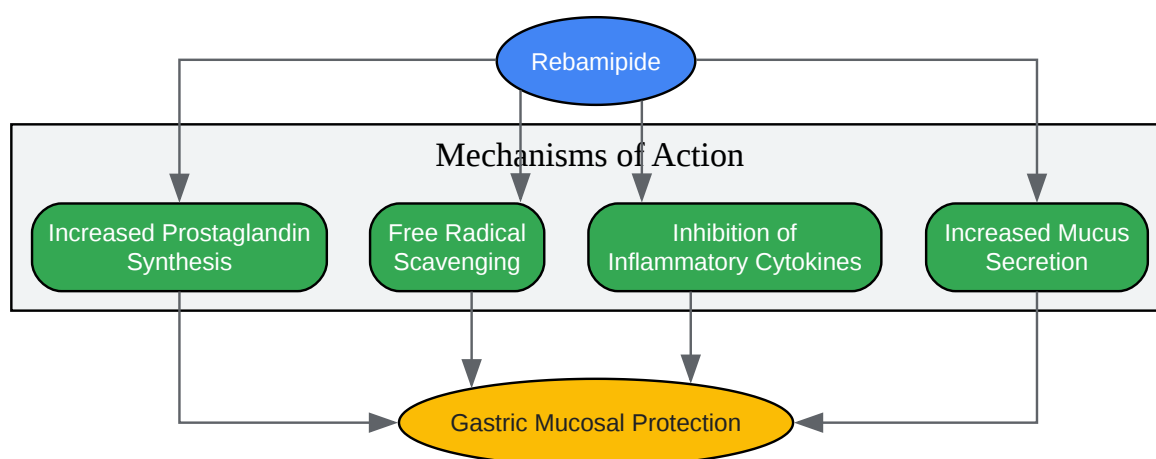 Rebamipide
Mechanisms of Action
Increased Prostaglandin
Synthesis
Free Radical
Scavenging
Inhibition of
Inflammatory Cytokines
Increased Mucus
Secretion
Gastric Mucosal Protection